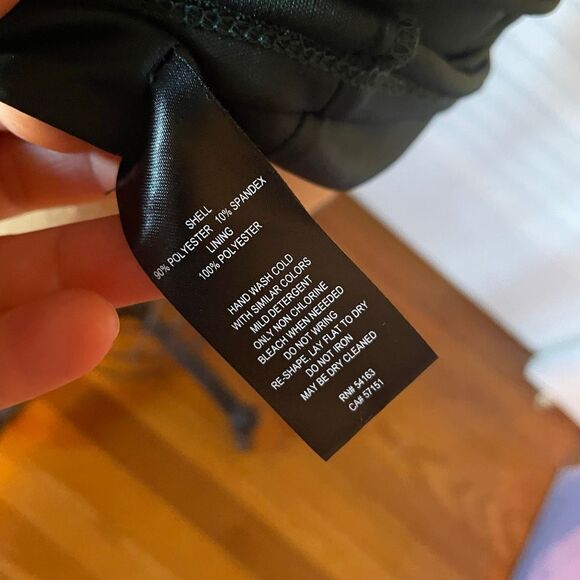 SHELL
90% POLYESTER 10% SPANDEX
LINING
100% POLYESTER
HAND WASH COLD
WITH SIMILAR COLORS
MILD DETERGENT
ONLY NON CHLORINE
BLEACH WHEN NEEEDED
DO NOT WRING
RE-SHAPE, LAY FLAT TO DRY
DO NOT IRON
MAY BE DRY CLEANED
RN# 54163
CA# 57151